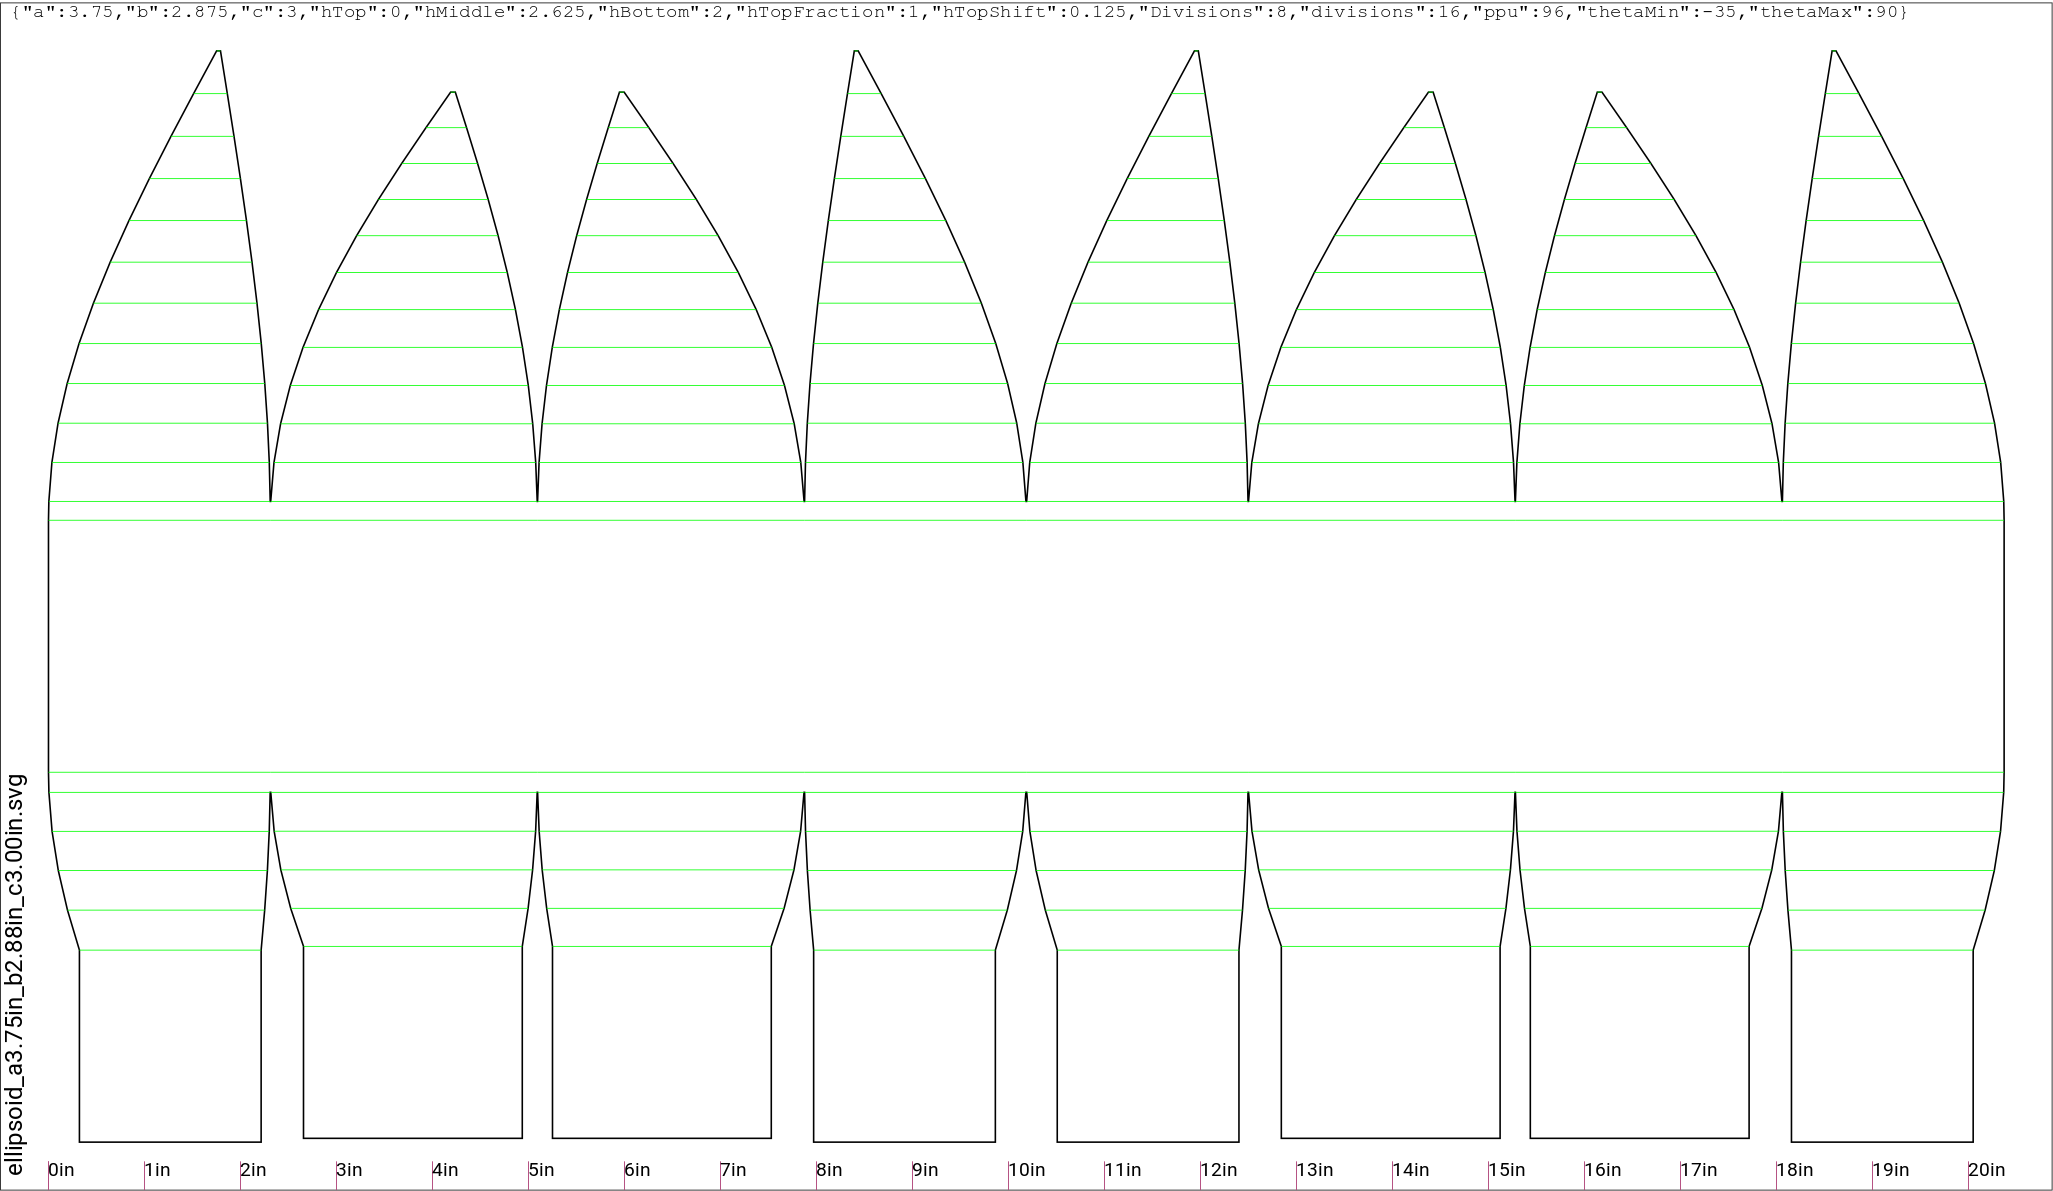 {"a":3.75,"b":2.875,"c":3,"hTop":0,"hMiddle":2.625,"hBottom":2,"hTopFraction":1,"hTopShift":0.125,"Divisions":8,"divisions":16,"ppu":96,"thetaMin":-35,"thetaMax":90}
ellipsoid_a3.75in_b2.88in_c3.00in.svg
0in 1in 2in 3in 4in 5in 6in 7in 8in 9in 10in 11in 12in 13in 14in 15in 16in 17in 18in 19in 20in